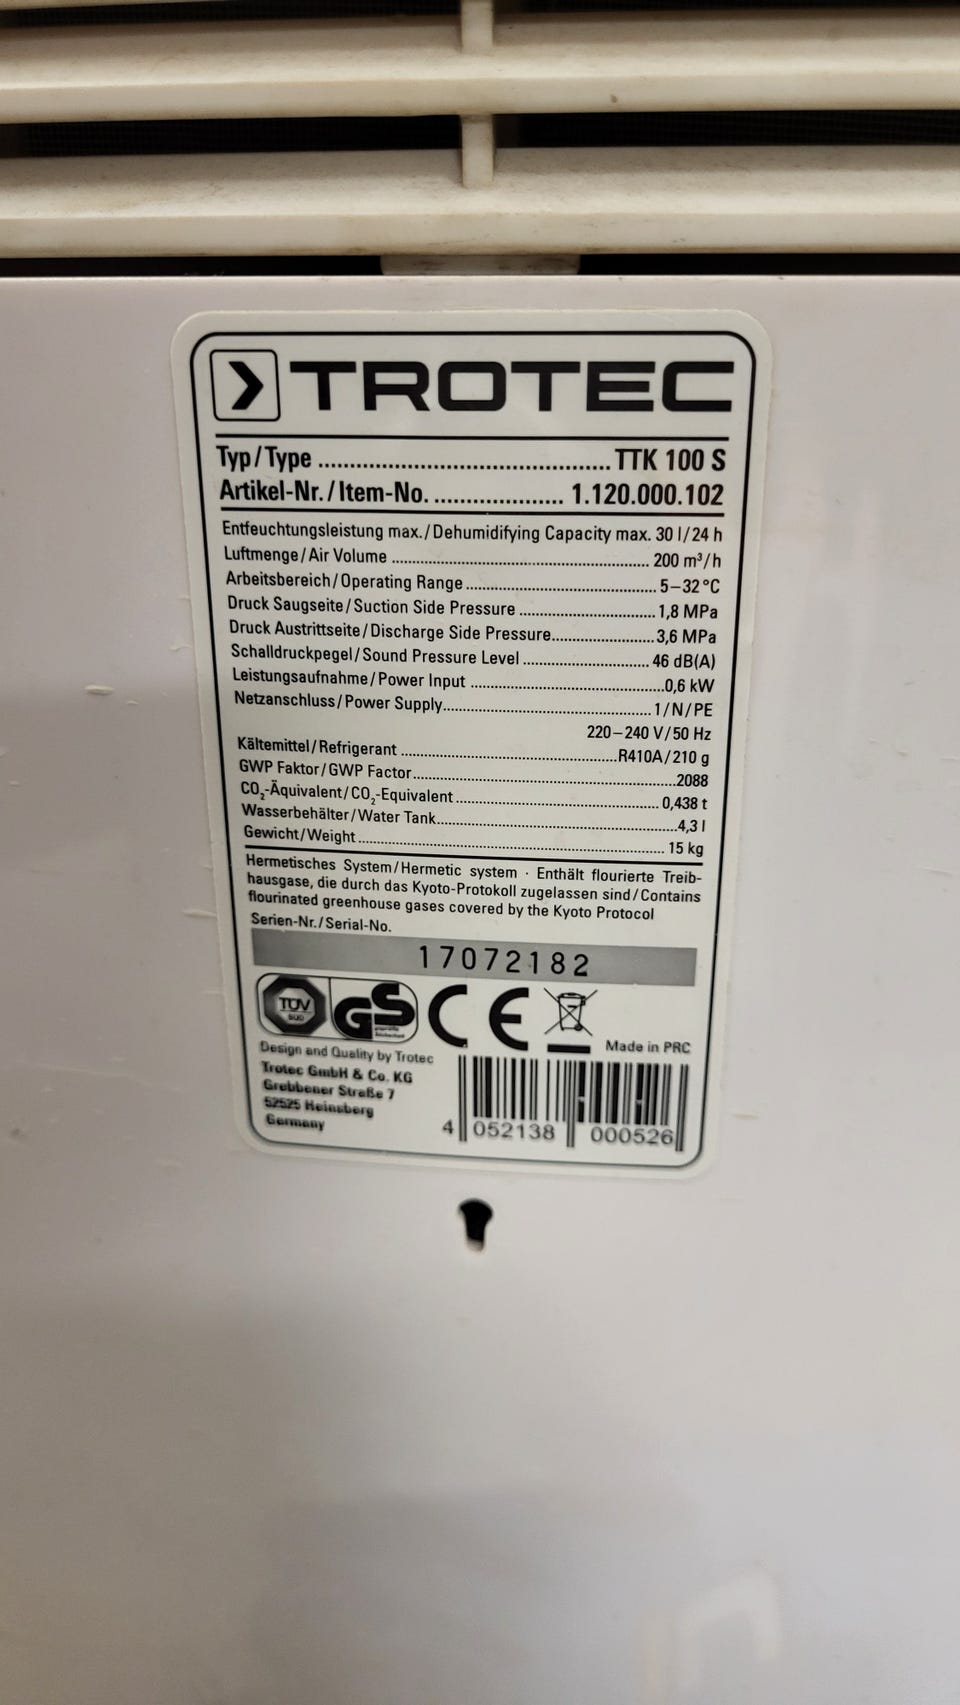 TROTEC
Typ/Type ........ TTK 100 S
Artikel-Nr./Item-No. ........ 1.120.000.102
Entfeuchtungsleistung max./Dehumidifying Capacity max. 30 l/24 h
Luftmenge/Air Volume ........ 200 m³/h
Arbeitsbereich/Operating Range ........ 5–32 °C
Druck Saugseite/Suction Side Pressure ........ 1,8 MPa
Druck Austrittseite/Discharge Side Pressure ........ 3,6 MPa
Schalldruckpegel/Sound Pressure Level ........ 46 dB(A)
Leistungsaufnahme/Power Input ........ 0,6 kW
Netzanschluss/Power Supply ........ 1/N/PE
220–240 V/50 Hz
Kältemittel/Refrigerant ........ R410A/210 g
GWP Faktor/GWP Factor ........ 2088
CO₂-Äquivalent/CO₂-Equivalent ........ 0,438 t
Wasserbehälter/Water Tank ........ 4,3 l
Gewicht/Weight ........ 15 kg
Hermetisches System/Hermetic system · Enthält flourierte Treib-
hausgase, die durch das Kyoto-Protokoll zugelassen sind/Contains
flourinated greenhouse gases covered by the Kyoto Protocol
Serien-Nr./Serial-No.
17072182
TÜV
SÜD
GS
CE
Made in PRC
Design and Quality by Trotec
Trotec GmbH & Co. KG
Grebbener Straße 7
52525 Heinsberg
Germany
4 052138 000526